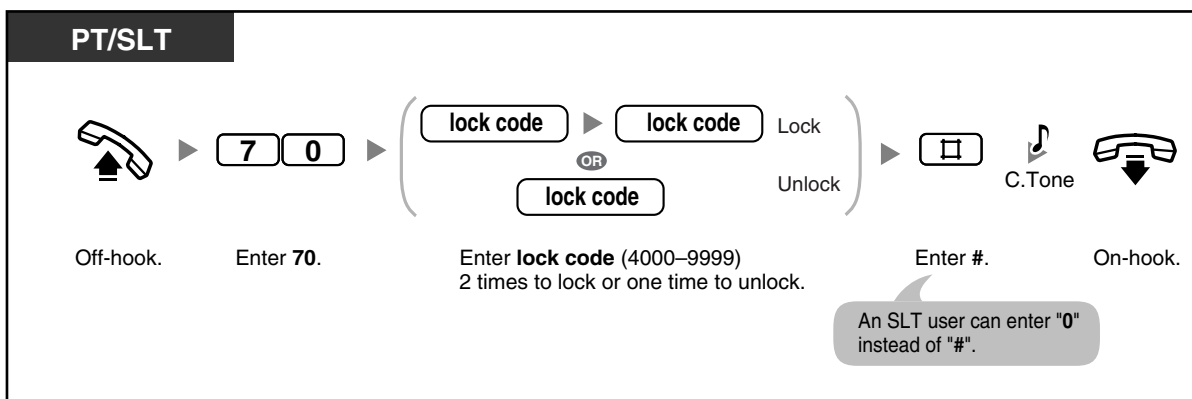 PT/SLT
7 0
lock code lock code Lock
OR
lock code Unlock
#
C.Tone
Off-hook. Enter 70. Enter lock code (4000–9999) Enter #. On-hook.
2 times to lock or one time to unlock.
An SLT user can enter "0"
instead of "#".